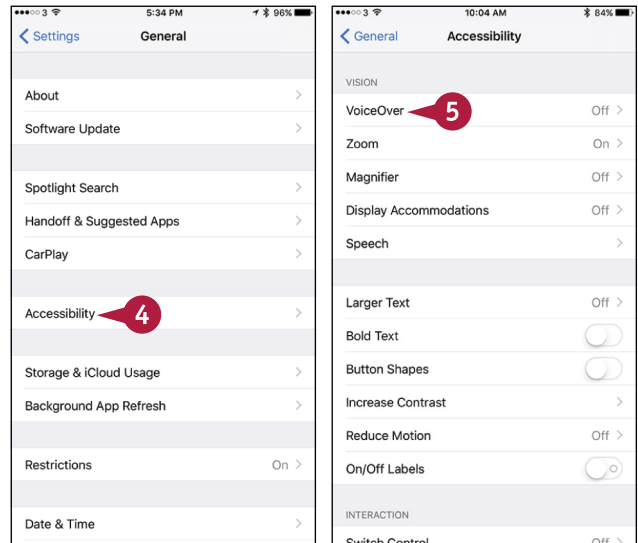 3 5:34 PM 96%
Settings General
About
Software Update
Spotlight Search
Handoff & Suggested Apps
CarPlay
Accessibility 4
Storage & iCloud Usage
Background App Refresh
Restrictions On
Date & Time
3 10:04 AM 84%
General Accessibility
VISION
VoiceOver 5 Off
Zoom On
Magnifier Off
Display Accommodations Off
Speech
Larger Text Off
Bold Text
Button Shapes
Increase Contrast
Reduce Motion Off
On/Off Labels
INTERACTION
Switch Control Off